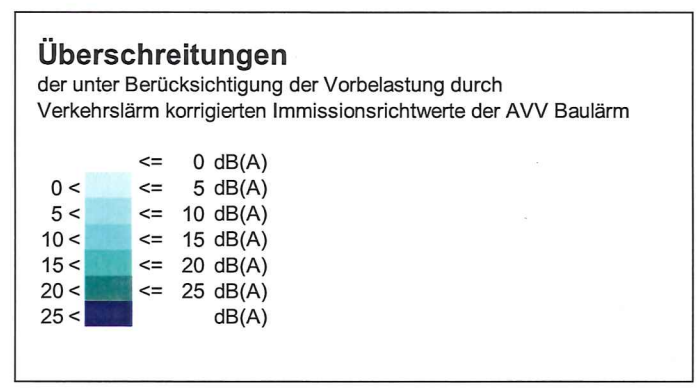 Überschreitungen
der unter Berücksichtigung der Vorbelastung durch
Verkehrslärm korrigierten Immissionsrichtwerte der AVV Baulärm
<= 0 dB(A)
0 < <= 5 dB(A)
5 < <= 10 dB(A)
10 < <= 15 dB(A)
15 < <= 20 dB(A)
20 < <= 25 dB(A)
25 < dB(A)